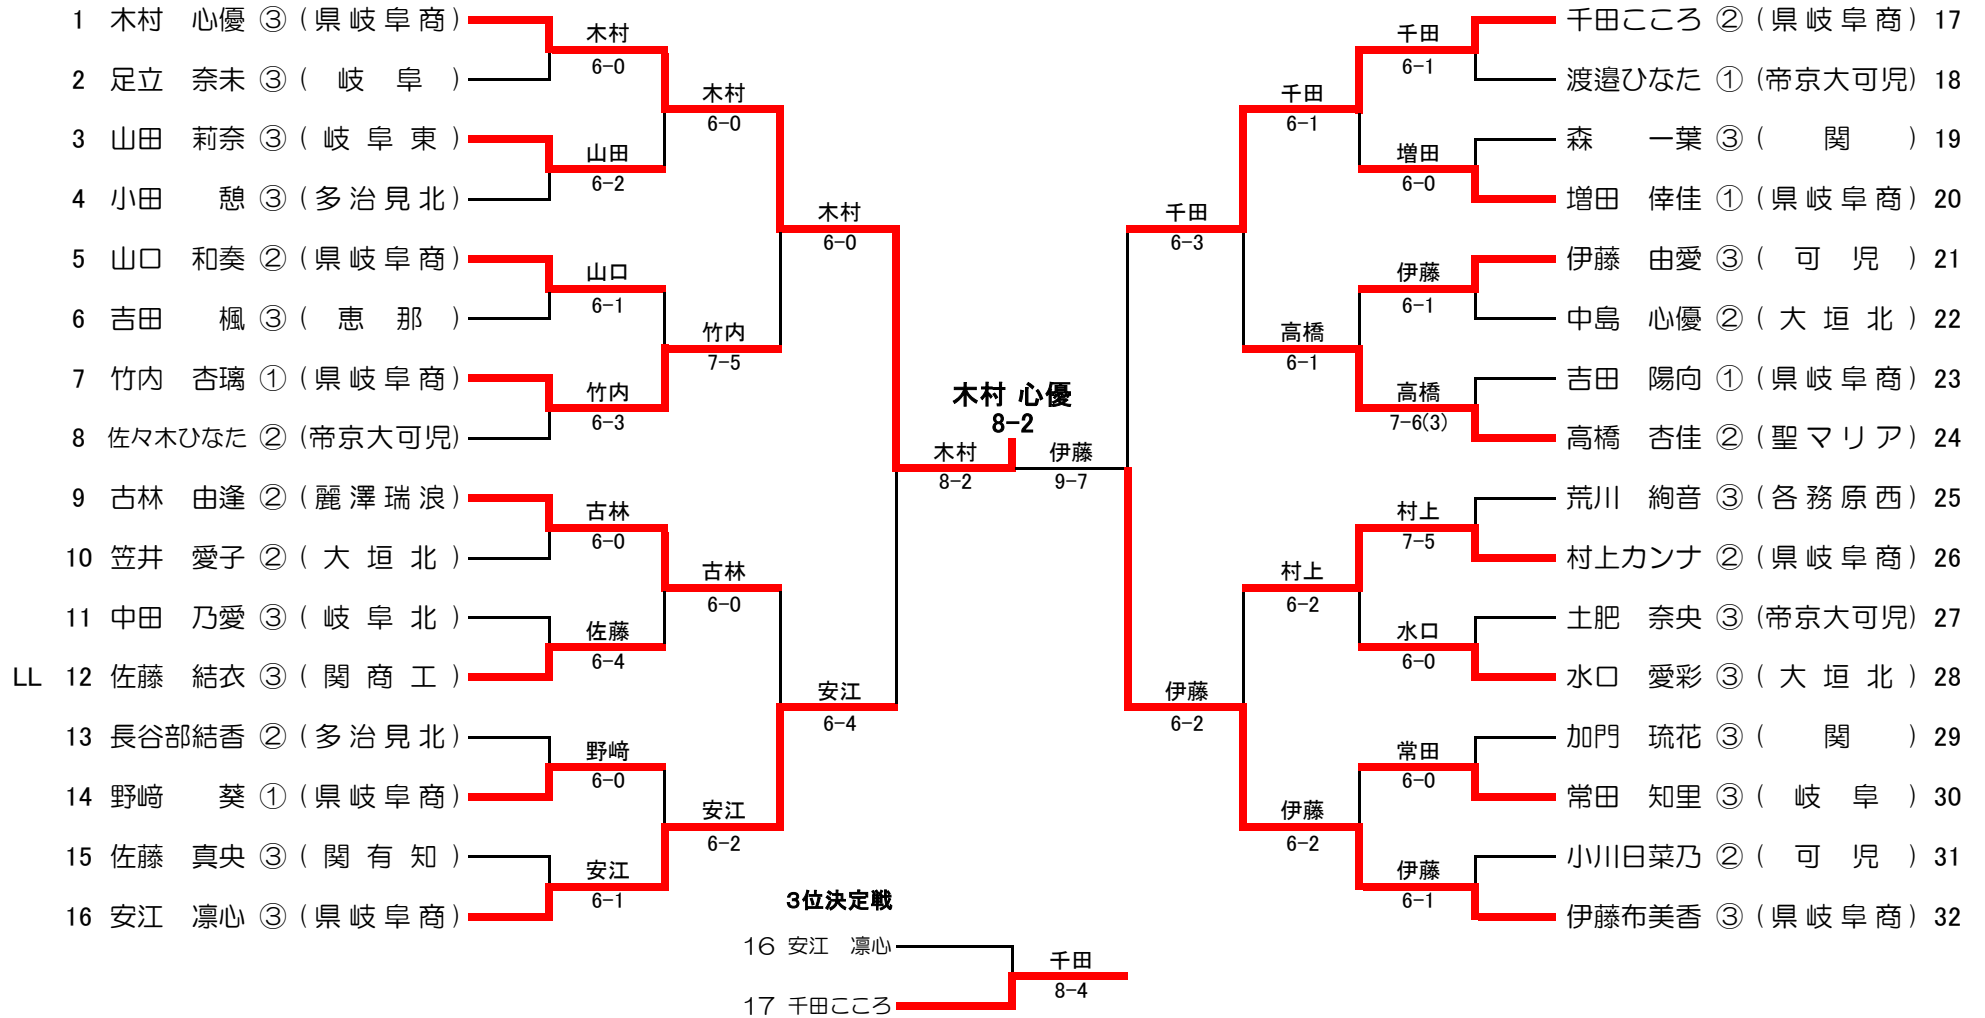 1 木村 心優 ③ (県岐阜商)
2 足立 奈未 ③ (岐阜)
3 山田 莉奈 ③ (岐阜東)
4 小田 憩 ③ (多治見北)
5 山口 和奏 ② (県岐阜商)
6 吉田 楓 ③ (恵那)
7 竹内 杏璃 ① (県岐阜商)
8 佐々木ひなた ② (帝京大可児)
9 古林 由逢 ② (麗澤瑞浪)
10 笠井 愛子 ② (大垣北)
11 中田 乃愛 ③ (岐阜北)
LL 12 佐藤 結衣 ③ (関商工)
13 長谷部結香 ② (多治見北)
14 野﨑 葵 ① (県岐阜商)
15 佐藤 真央 ③ (関有知)
16 安江 凛心 ③ (県岐阜商)
木村
6-0
山田
6-2
山口
6-1
竹内
6-3
古林
6-0
佐藤
6-4
野﨑
6-0
安江
6-1
木村
6-0
竹内
7-5
古林
6-0
安江
6-2
木村
6-0
安江
6-4
木村
8-2
木村 心優
8-2
伊藤
9-7
千田
6-3
伊藤
6-2
千田
6-1
高橋
6-1
村上
6-2
伊藤
6-2
千田
6-1
増田
6-0
伊藤
6-1
高橋
7-6(3)
村上
7-5
水口
6-0
常田
6-0
伊藤
6-1
千田こころ ② (県岐阜商) 17
渡邉ひなた ① (帝京大可児) 18
森 一葉 ③ (関) 19
増田 倖佳 ① (県岐阜商) 20
伊藤 由愛 ③ (可児) 21
中島 心優 ② (大垣北) 22
吉田 陽向 ① (県岐阜商) 23
高橋 杏佳 ② (聖マリア) 24
荒川 絢音 ③ (各務原西) 25
村上カンナ ② (県岐阜商) 26
土肥 奈央 ③ (帝京大可児) 27
水口 愛彩 ③ (大垣北) 28
加門 琉花 ③ (関) 29
常田 知里 ③ (岐阜) 30
小川日菜乃 ② (可児) 31
伊藤布美香 ③ (県岐阜商) 32
3位決定戦
16 安江 凛心
17 千田こころ
千田
8-4